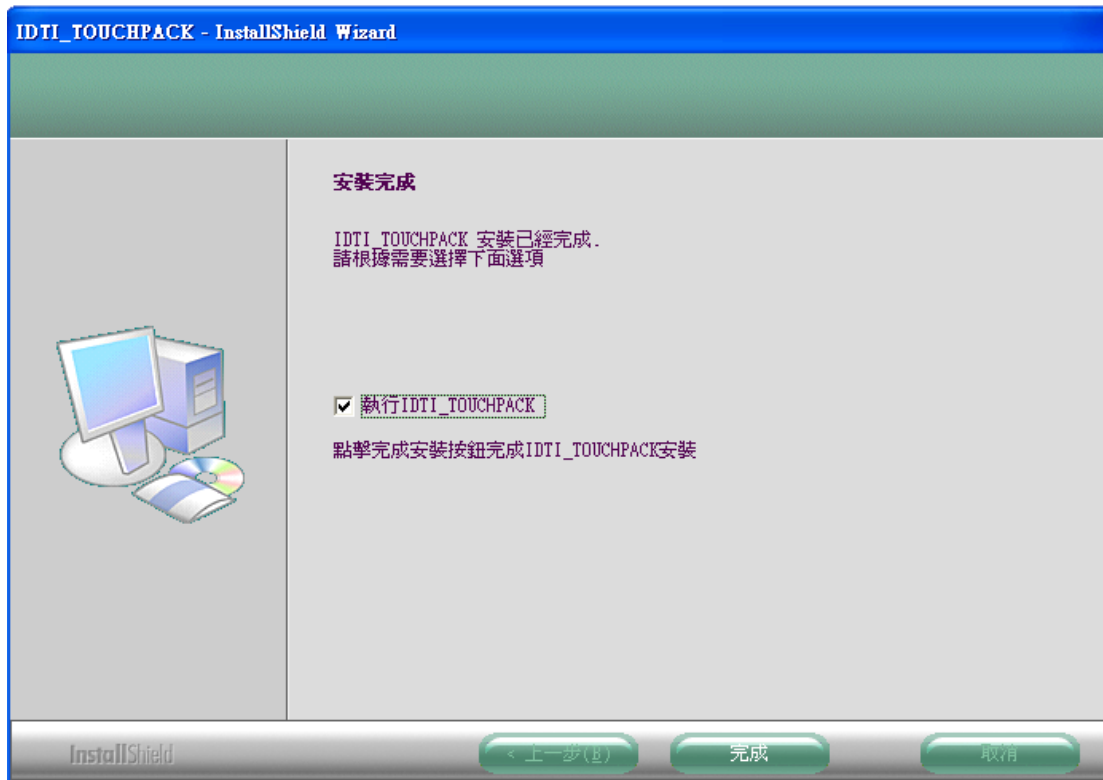 IDTI_TOUCHPACK - InstallShield Wizard
安裝完成
IDTI_TOUCHPACK 安裝已經完成.
請根據需要選擇下面選項
執行IDTI_TOUCHPACK
點擊完成安裝按鈕完成IDTI_TOUCHPACK安裝
InstallShield
< 上一步(B)
完成
取消